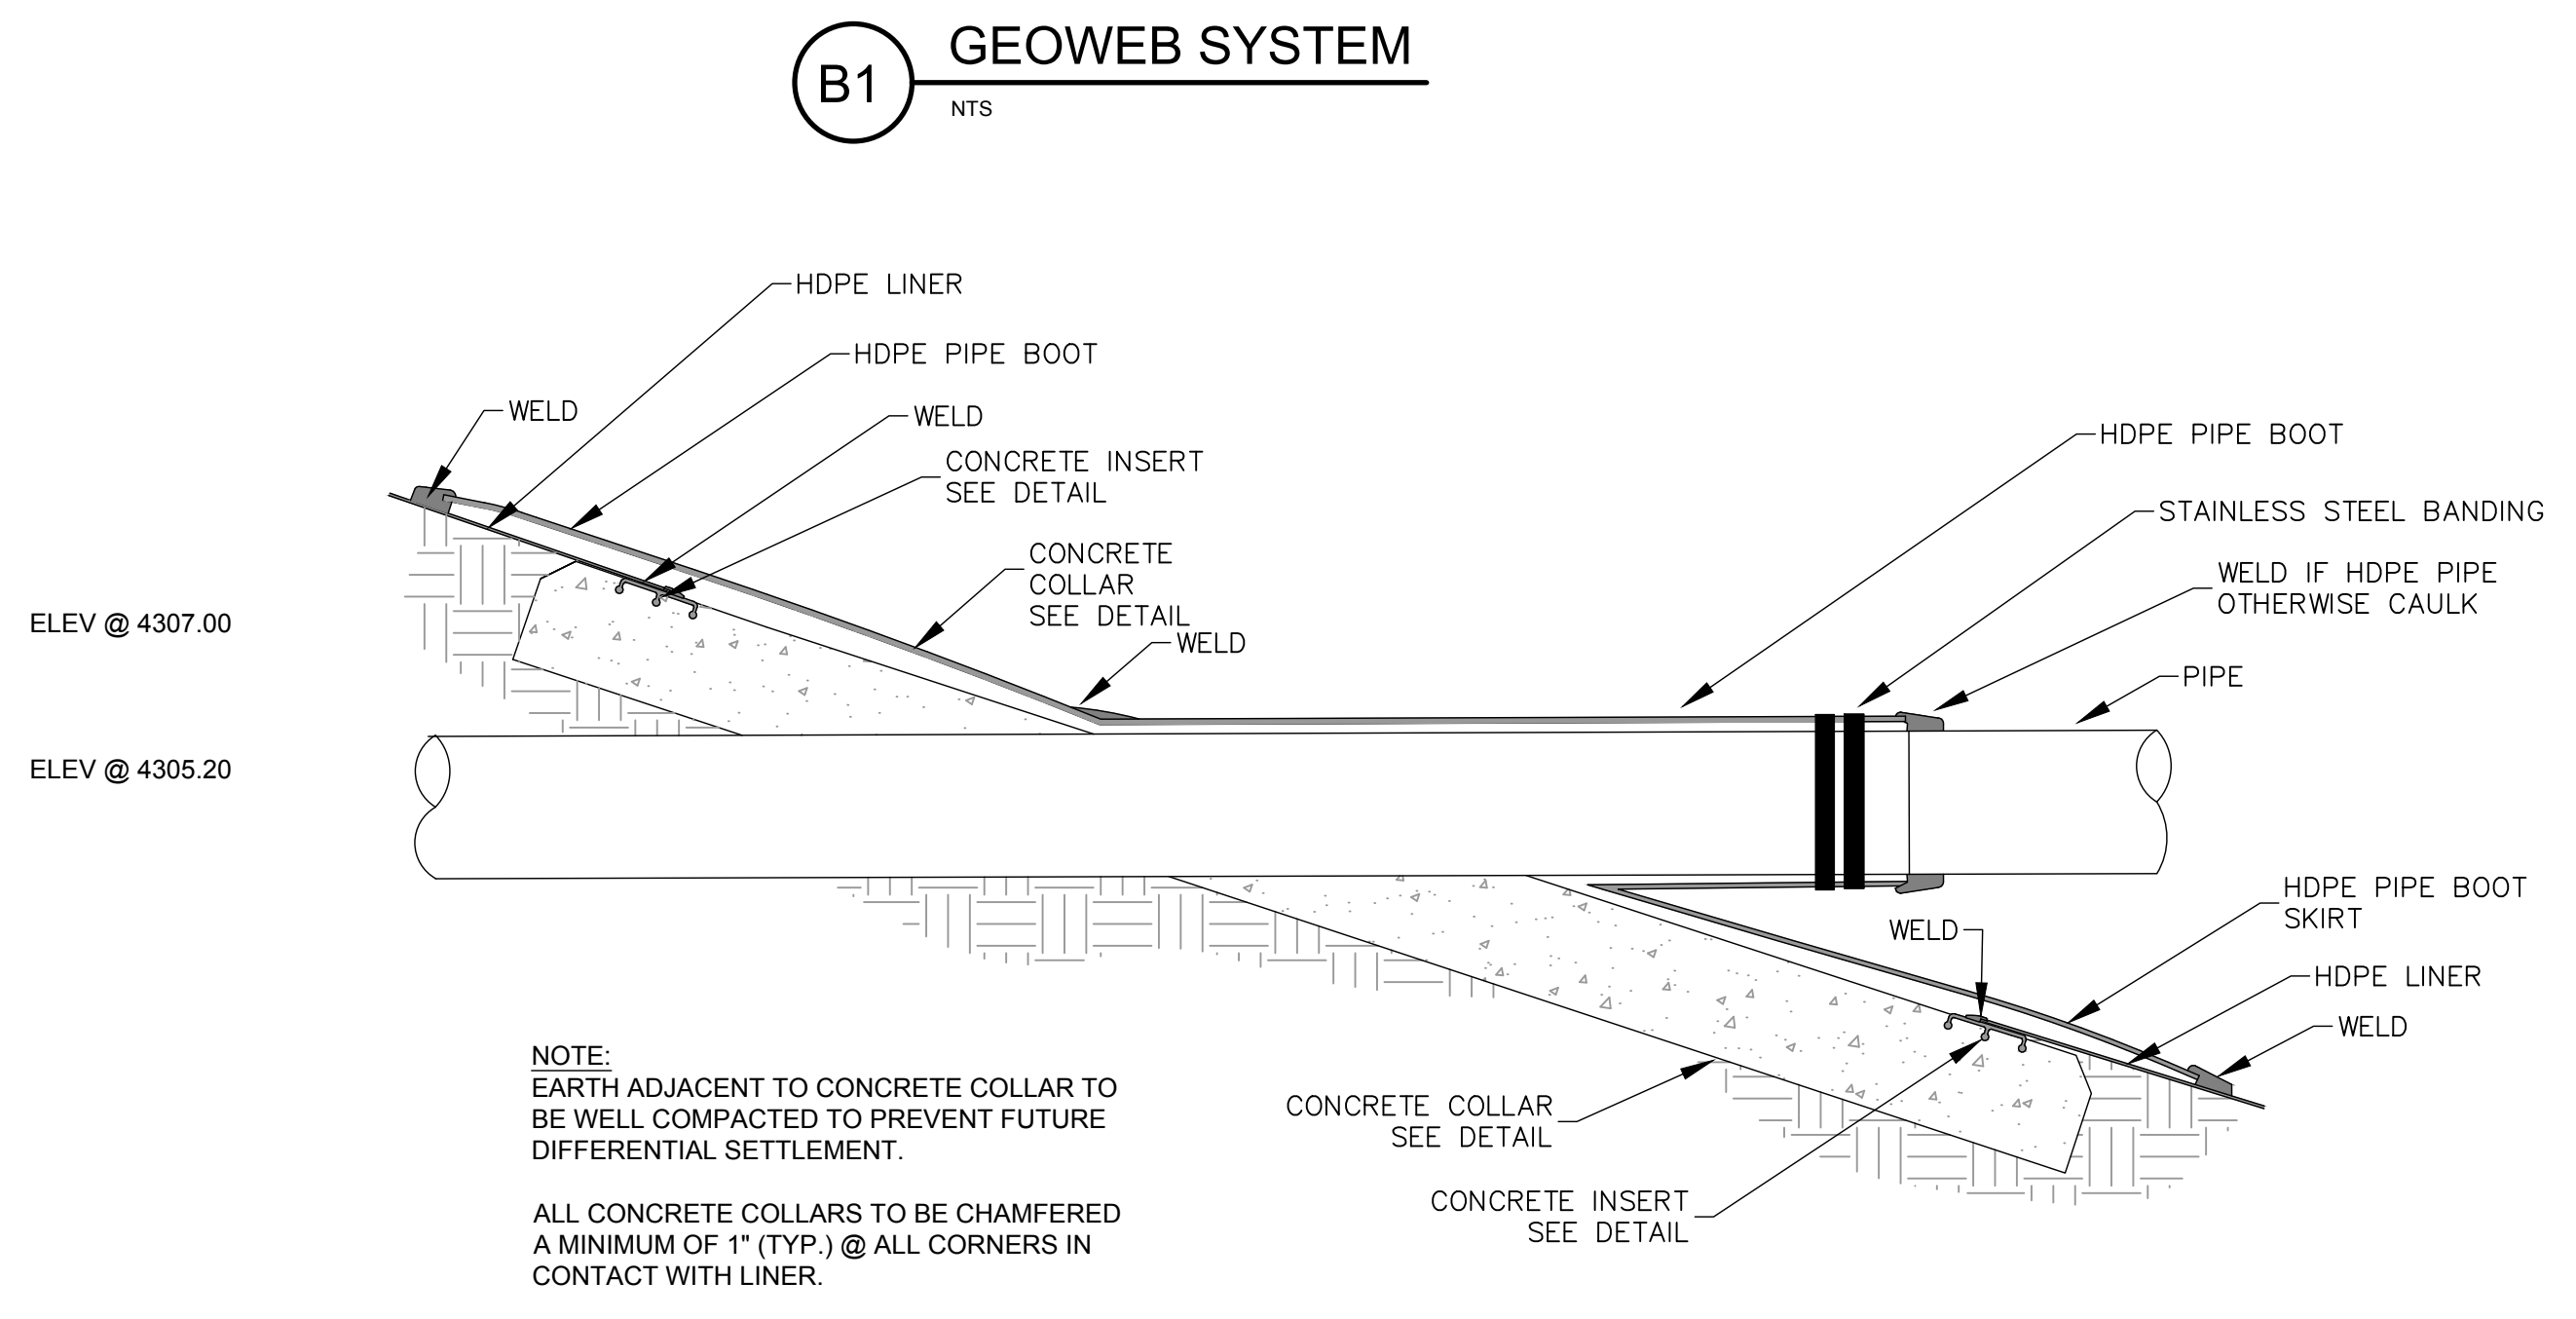 B1
GEOWEB SYSTEM
NTS
HDPE LINER
HDPE PIPE BOOT
WELD
WELD
CONCRETE INSERT
SEE DETAIL
CONCRETE
COLLAR
SEE DETAIL
WELD
HDPE PIPE BOOT
STAINLESS STEEL BANDING
WELD IF HDPE PIPE
OTHERWISE CAULK
PIPE
ELEV @ 4307.00
ELEV @ 4305.20
HDPE PIPE BOOT
SKIRT
WELD
HDPE LINER
WELD
CONCRETE COLLAR
SEE DETAIL
CONCRETE INSERT
SEE DETAIL
NOTE:
EARTH ADJACENT TO CONCRETE COLLAR TO
BE WELL COMPACTED TO PREVENT FUTURE
DIFFERENTIAL SETTLEMENT.
ALL CONCRETE COLLARS TO BE CHAMFERED
A MINIMUM OF 1" (TYP.) @ ALL CORNERS IN
CONTACT WITH LINER.